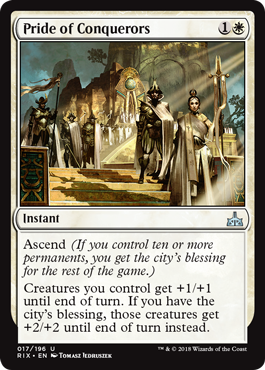 Pride of Conquerors 1
Instant
Ascend (If you control ten or more
permanents, you get the city's blessing
for the rest of the game.)
Creatures you control get +1/+1
until end of turn. If you have the
city's blessing, those creatures get
+2/+2 until end of turn instead.
017/196 U
RIX • EN Tomasz Jedruszek
™ & © 2018 Wizards of the Coast